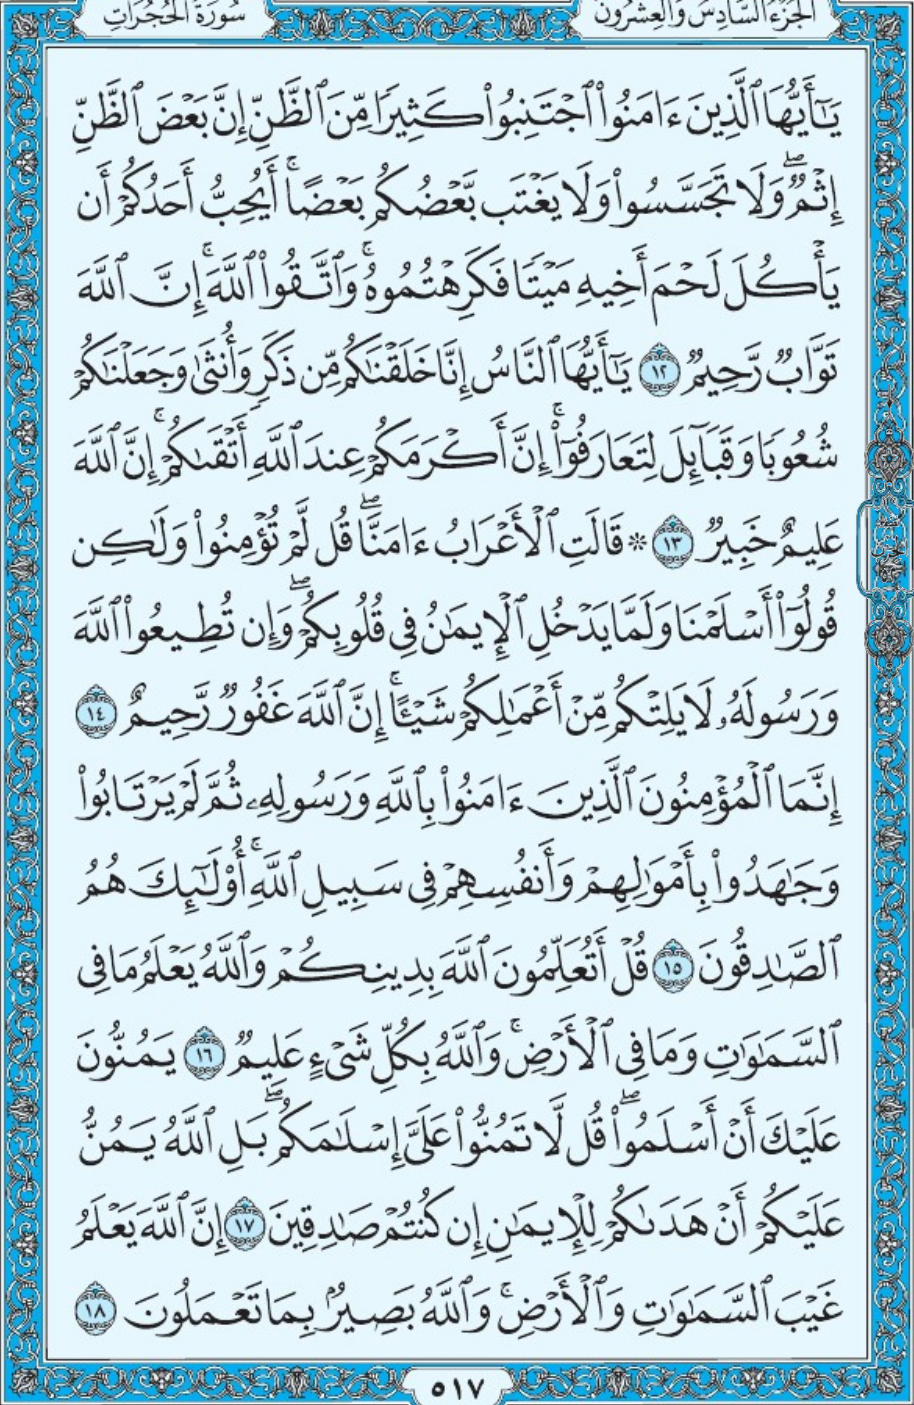 سُورَةُ الحُجُرَاتِ
الجُزْءُ السَّادِسُ وَالعِشْرُونَ
يَٰٓأَيُّهَا ٱلَّذِينَ ءَامَنُواْ ٱجْتَنِبُواْ كَثِيرٗا مِّنَ ٱلظَّنِّ إِنَّ بَعْضَ ٱلظَّنِّ
إِثْمٞۖ وَلَا تَجَسَّسُواْ وَلَا يَغْتَب بَّعْضُكُم بَعْضًاۚ أَيُحِبُّ أَحَدُكُمْ أَن
يَأْكُلَ لَحْمَ أَخِيهِ مَيْتٗا فَكَرِهْتُمُوهُۚ وَٱتَّقُواْ ٱللَّهَۚ إِنَّ ٱللَّهَ
تَوَّابٞ رَّحِيمٞ ١٢ يَٰٓأَيُّهَا ٱلنَّاسُ إِنَّا خَلَقْنَٰكُم مِّن ذَكَرٖ وَأُنثَىٰ وَجَعَلْنَٰكُمْ
شُعُوبٗا وَقَبَآئِلَ لِتَعَارَفُوٓاْۚ إِنَّ أَكْرَمَكُمْ عِندَ ٱللَّهِ أَتْقَىٰكُمْۚ إِنَّ ٱللَّهَ
عَلِيمٌ خَبِيرٞ ١٣ ۞ قَالَتِ ٱلْأَعْرَابُ ءَامَنَّاۖ قُل لَّمْ تُؤْمِنُواْ وَلَٰكِن
قُولُوٓاْ أَسْلَمْنَا وَلَمَّا يَدْخُلِ ٱلْإِيمَٰنُ فِي قُلُوبِكُمْۖ وَإِن تُطِيعُواْ ٱللَّهَ
وَرَسُولَهُۥ لَا يَلِتْكُم مِّنْ أَعْمَٰلِكُمْ شَيْـًٔاۚ إِنَّ ٱللَّهَ غَفُورٞ رَّحِيمٌ ١٤
إِنَّمَا ٱلْمُؤْمِنُونَ ٱلَّذِينَ ءَامَنُواْ بِٱللَّهِ وَرَسُولِهِۦ ثُمَّ لَمْ يَرْتَابُواْ
وَجَٰهَدُواْ بِأَمْوَٰلِهِمْ وَأَنفُسِهِمْ فِي سَبِيلِ ٱللَّهِۚ أُوْلَٰٓئِكَ هُمُ
ٱلصَّٰدِقُونَ ١٥ قُلْ أَتُعَلِّمُونَ ٱللَّهَ بِدِينِكُمْ وَٱللَّهُ يَعْلَمُ مَا فِي
ٱلسَّمَٰوَٰتِ وَمَا فِي ٱلْأَرْضِۚ وَٱللَّهُ بِكُلِّ شَيْءٍ عَلِيمٞ ١٦ يَمُنُّونَ
عَلَيْكَ أَنْ أَسْلَمُواْۖ قُل لَّا تَمُنُّواْ عَلَيَّ إِسْلَٰمَكُمۖ بَلِ ٱللَّهُ يَمُنُّ
عَلَيْكُمْ أَنْ هَدَىٰكُمْ لِلْإِيمَٰنِ إِن كُنتُمْ صَٰدِقِينَ ١٧ إِنَّ ٱللَّهَ يَعْلَمُ
غَيْبَ ٱلسَّمَٰوَٰتِ وَٱلْأَرْضِۚ وَٱللَّهُ بَصِيرُۢ بِمَا تَعْمَلُونَ ١٨
٥١٧